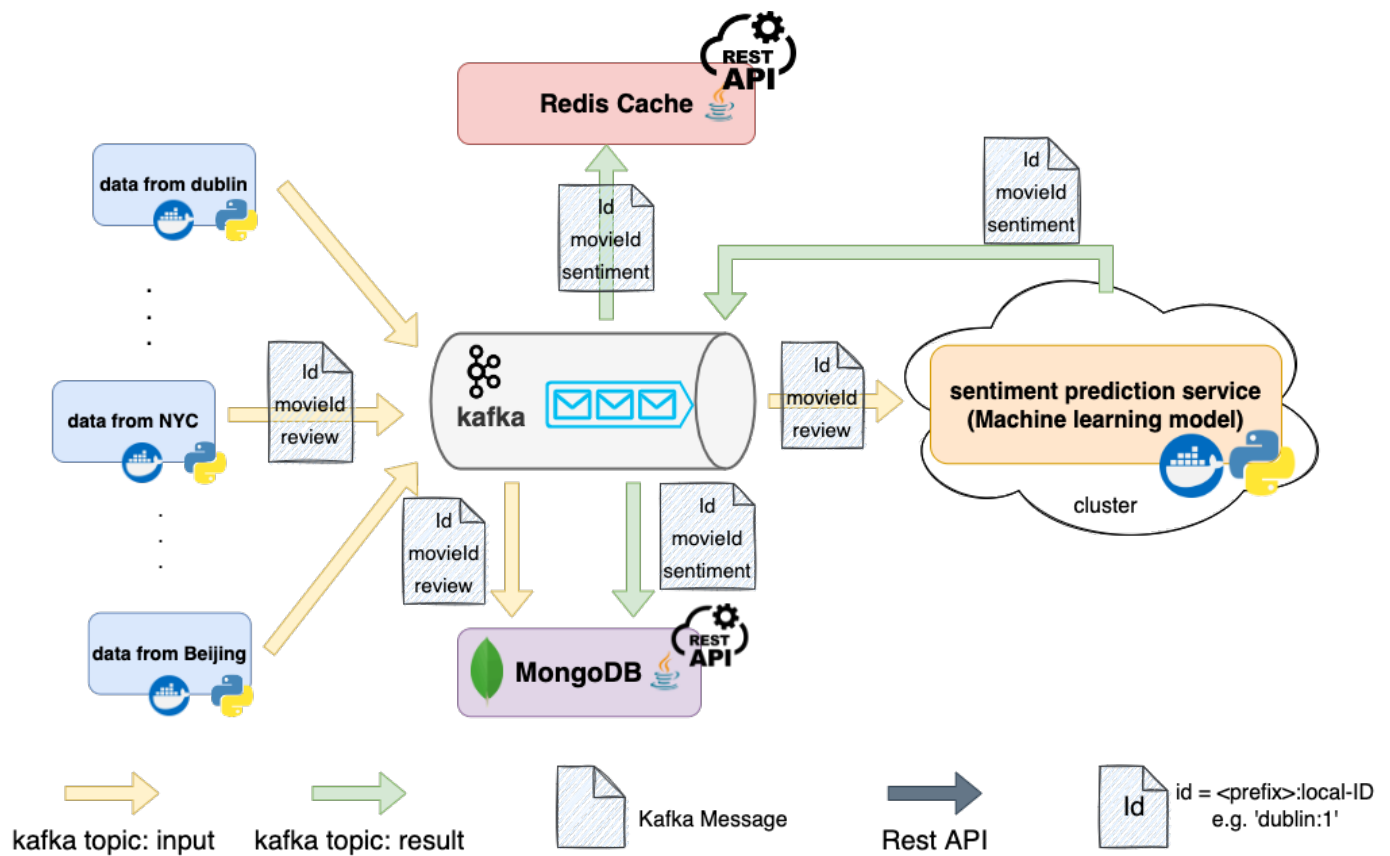 REST
API
Redis Cache
data from dublin
Id
movieId
sentiment
Id
movieId
sentiment
data from NYC
Id
movieId
review
kafka
Id
movieId
review
sentiment prediction service
(Machine learning model)
cluster
Id
movieId
review
Id
movieId
sentiment
data from Beijing
MongoDB
REST
API
kafka topic: input
kafka topic: result
Kafka Message
Rest API
Id
id = <prefix>:local-ID
e.g. 'dublin:1'